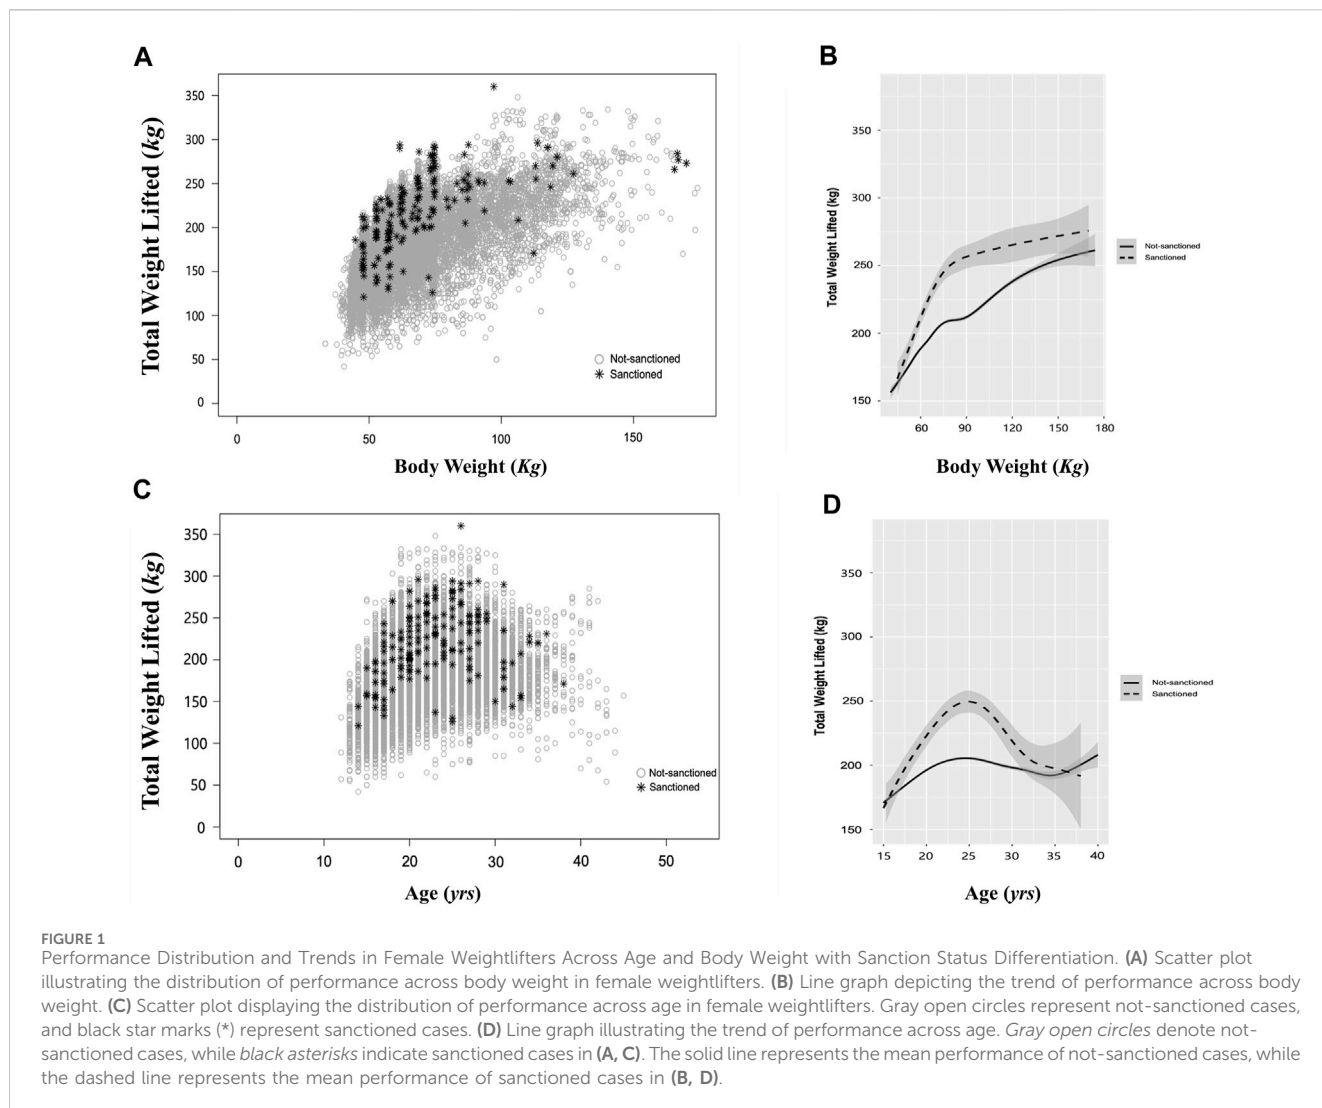 A
Total Weight Lifted (kg)
350
300
250
200
150
100
50
0
Not-sanctioned
Sanctioned
0
50
100
150
Body Weight (Kg)
B
Total Weight Lifted (kg)
350
300
250
200
150
Not-sanctioned
Sanctioned
60
90
120
150
180
Body Weight (Kg)
C
Total Weight Lifted (kg)
350
300
250
200
150
100
50
0
Not-sanctioned
Sanctioned
0
10
20
30
40
50
Age (yrs)
D
Total Weight Lifted (kg)
350
300
250
200
150
Not-sanctioned
Sanctioned
15
20
25
30
35
40
Age (yrs)
FIGURE 1
Performance Distribution and Trends in Female Weightlifters Across Age and Body Weight with Sanction Status Differentiation. (A) Scatter plot
illustrating the distribution of performance across body weight in female weightlifters. (B) Line graph depicting the trend of performance across body
weight. (C) Scatter plot displaying the distribution of performance across age in female weightlifters. Gray open circles represent not-sanctioned cases,
and black star marks (*) represent sanctioned cases. (D) Line graph illustrating the trend of performance across age. Gray open circles denote not-
sanctioned cases, while black asterisks indicate sanctioned cases in (A, C). The solid line represents the mean performance of not-sanctioned cases, while
the dashed line represents the mean performance of sanctioned cases in (B, D).